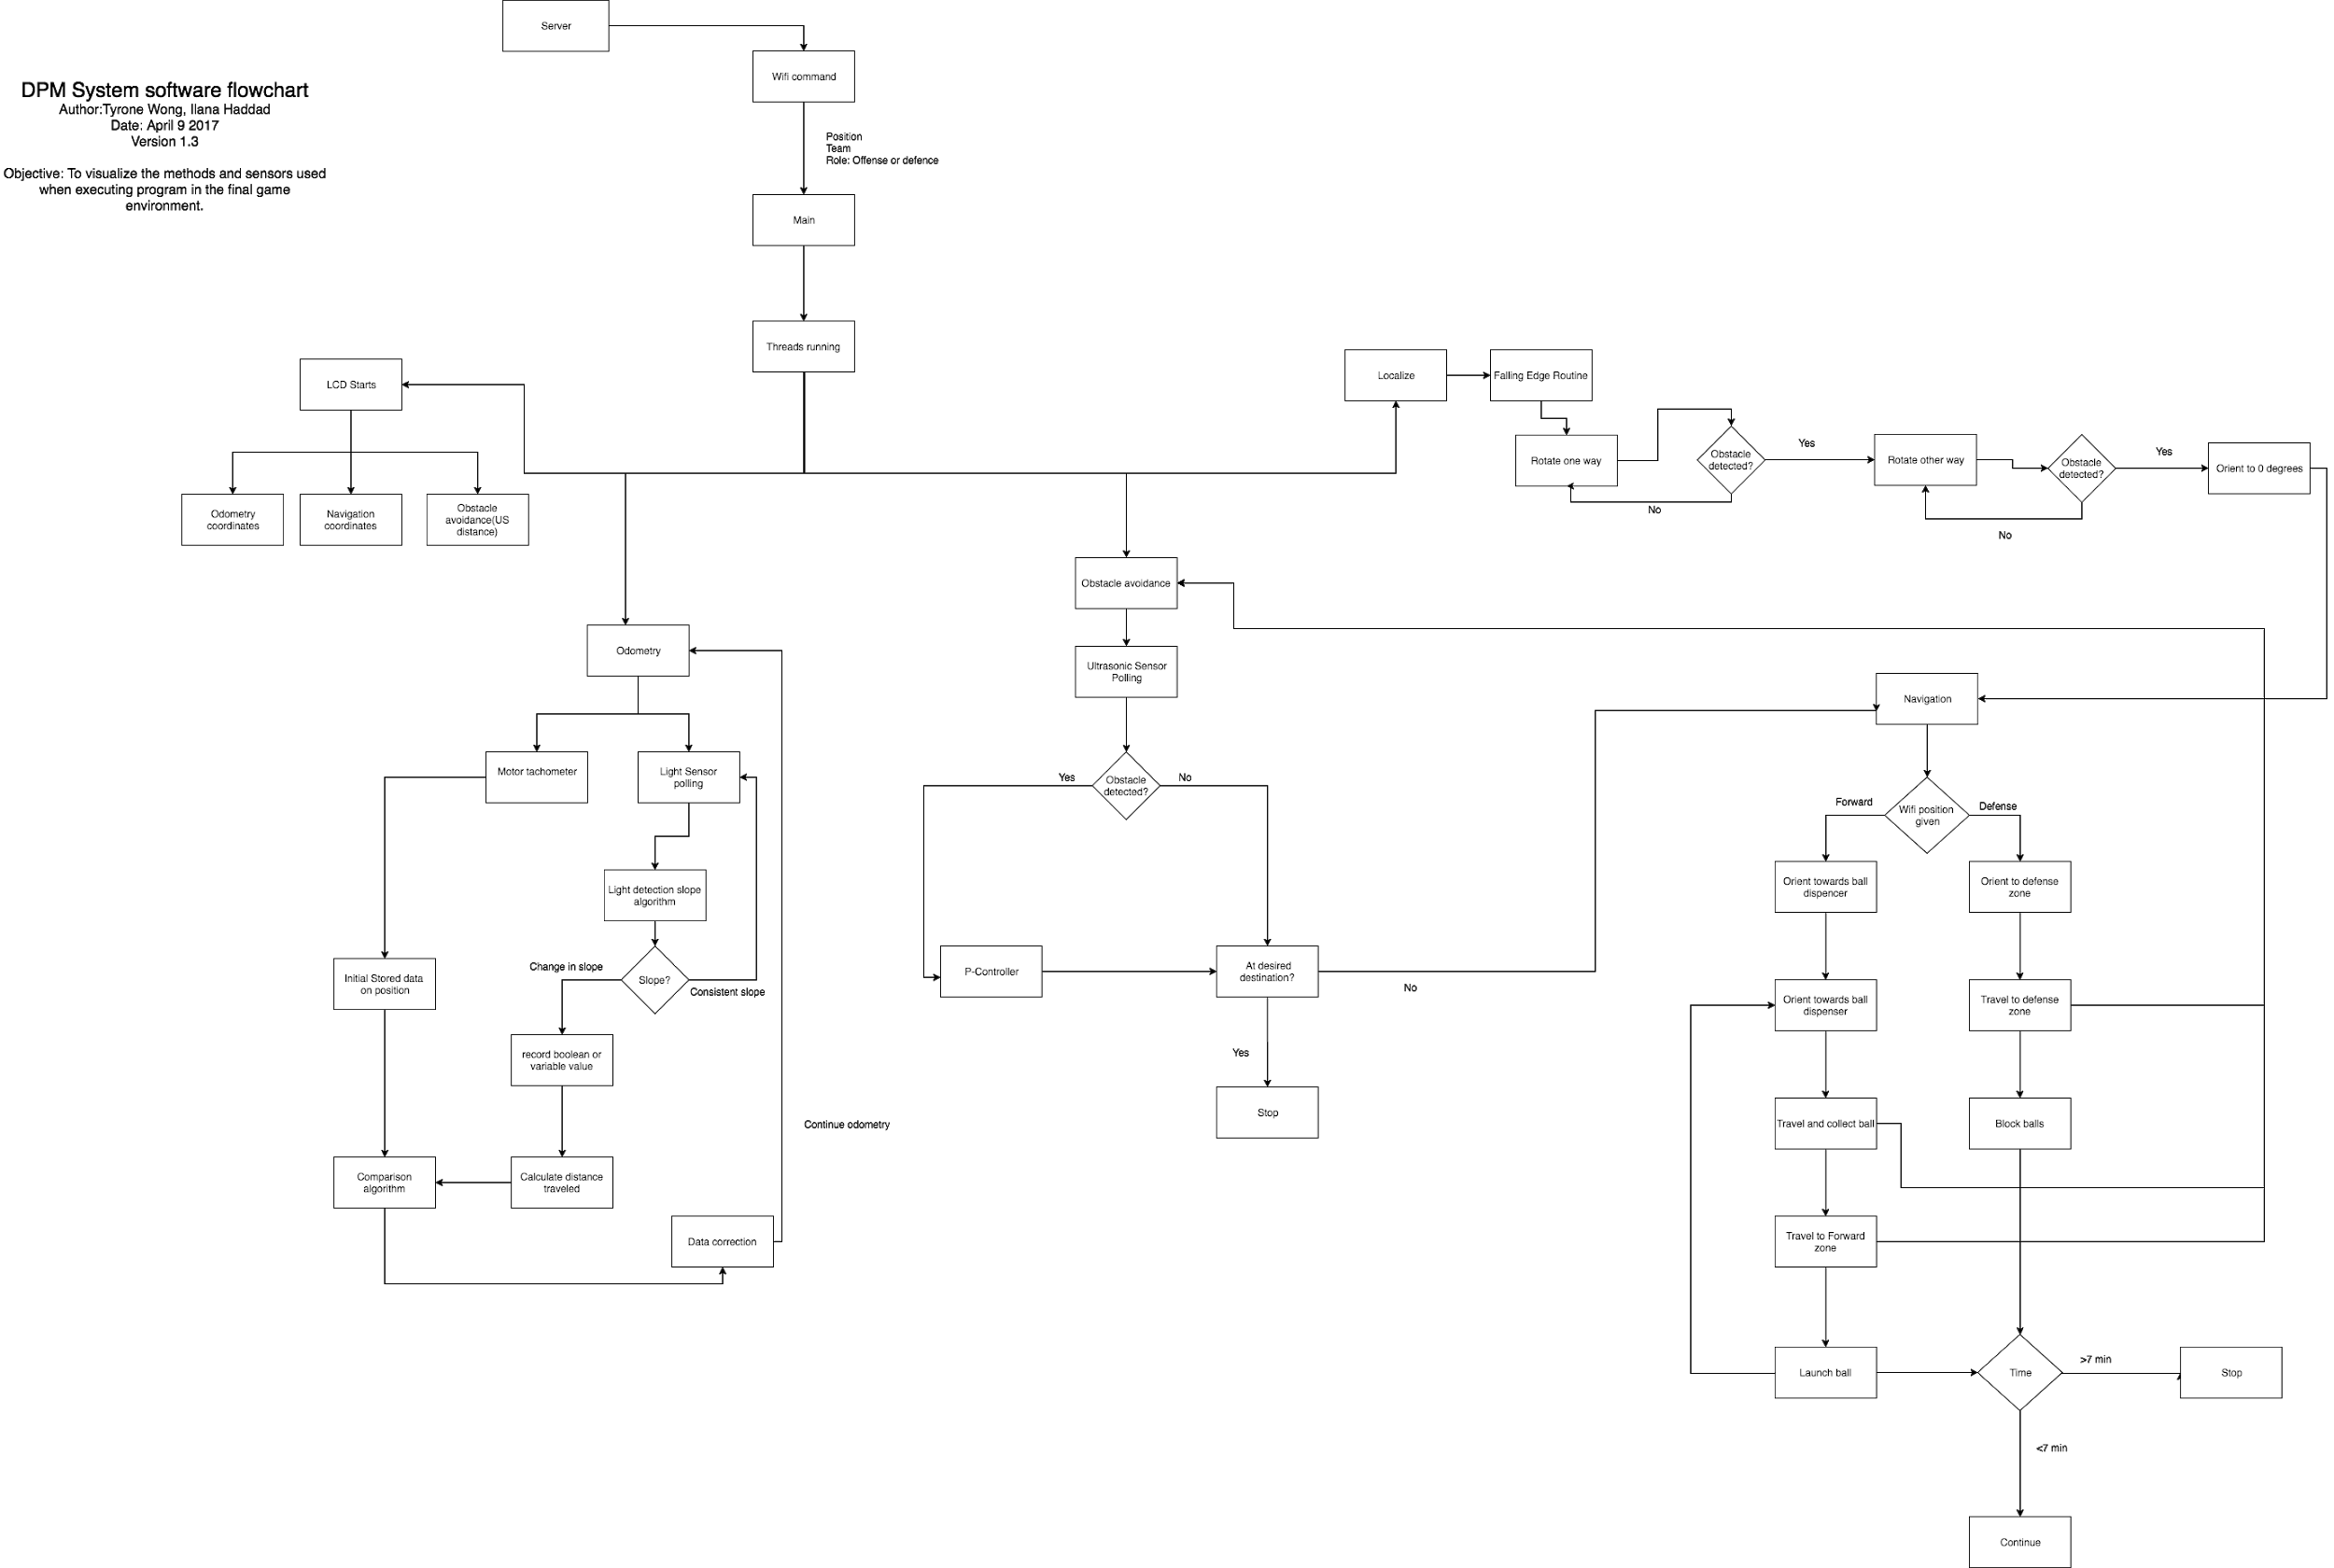 Server
Wifi command
DPM System software flowchart
Author:Tyrone Wong, Ilana Haddad
Date: April 9 2017
Version 1.3
Objective: To visualize the methods and sensors used
when executing program in the final game
environment.
Position
Team
Role: Offense or defence
Main
Threads running
LCD Starts
Odometry
coordinates
Navigation
coordinates
Obstacle
avoidance(US
distance)
Localize
Falling Edge Routine
Rotate one way
Obstacle
detected?
Yes
No
Rotate other way
Obstacle
detected?
Yes
No
Orient to 0 degrees
Odometry
Motor tachometer
Light Sensor
polling
Light detection slope
algorithm
Slope?
Change in slope
Consistent slope
Initial Stored data
on position
record boolean or
variable value
Comparison
algorithm
Calculate distance
traveled
Data correction
Continue odometry
Obstacle avoidance
Ultrasonic Sensor
Polling
Obstacle
detected?
Yes
No
P-Controller
At desired
destination?
No
Yes
Stop
Navigation
Wifi position
given
Forward
Defense
Orient towards ball
dispencer
Orient to defense
zone
Orient towards ball
dispenser
Travel to defense
zone
Travel and collect ball
Block balls
Travel to Forward
zone
Launch ball
Time
>7 min
Stop
<7 min
Continue